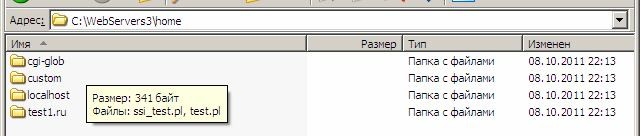 Адрес: C:\WebServers3\home
Имя Размер Тип Изменен
cgi-glob Папка с файлами 08.10.2011 22:13
custom Папка с файлами 08.10.2011 22:13
localhost Папка с файлами 08.10.2011 22:13
test1.ru Папка с файлами 08.10.2011 22:13
Размер: 341 байт
Файлы: ssi_test.pl, test.pl